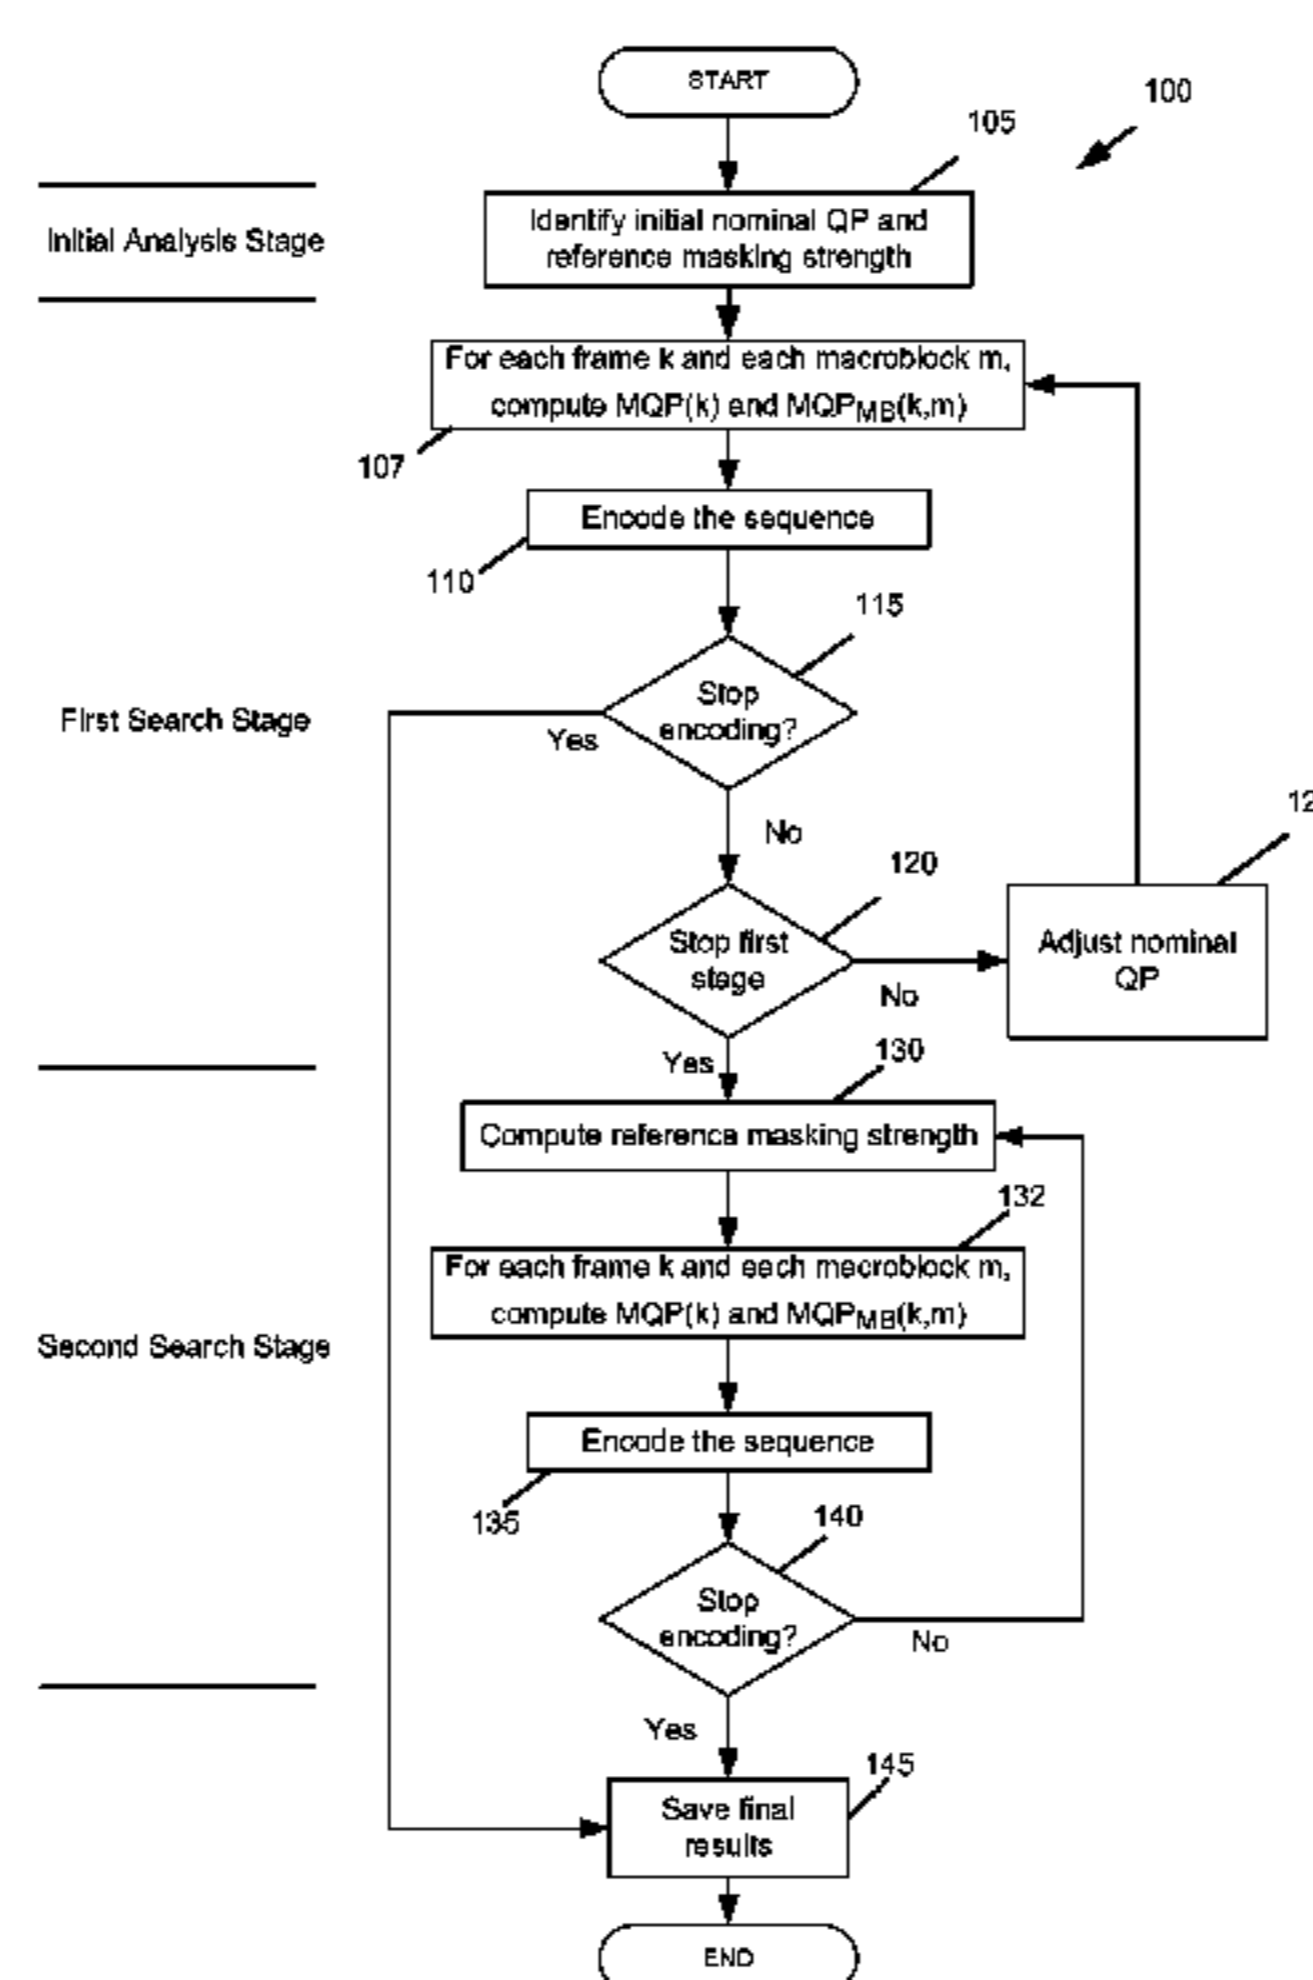 START
100
105
Initial Analysis Stage
Identify initial nominal QP and
reference masking strength
For each frame k and each macroblock m,
compute MQP(k) and MQPMB(k,m)
107
Encode the sequence
110
115
First Search Stage
Stop
encoding?
Yes
No
12
120
Stop first
stage
No
Adjust nominal
QP
Yes
130
Compute reference masking strength
132
For each frame k and each macroblock m,
compute MQP(k) and MQPMB(k,m)
Second Search Stage
Encode the sequence
135
140
Stop
encoding?
No
Yes
145
Save final
results
END